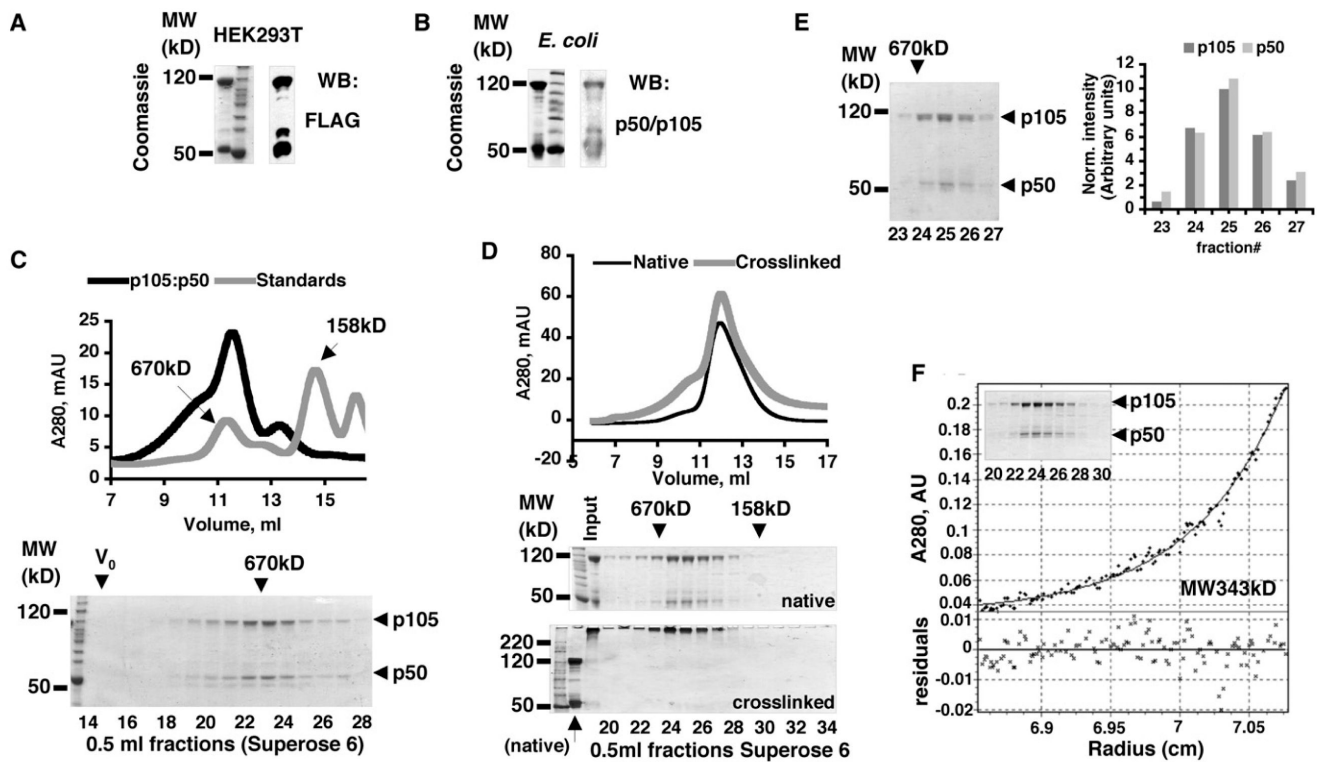 A
MW
(kD)
HEK293T
Coomassie
120
50
WB:
FLAG
B
MW
(kD)
E. coli
Coomassie
120
50
WB:
p50/p105
C
p105:p50
Standards
A280, mAU
25
20
15
10
5
0
670kD
158kD
7 9 11 13 15
Volume, ml
MW
(kD)
V0
670kD
120
50
p105
p50
14 16 18 20 22 24 26 28
0.5 ml fractions (Superose 6)
D
Native
Crosslinked
A280, mAU
80
60
40
20
0
-20
5 7 9 11 13 15 17
Volume, ml
MW
(kD)
Input
670kD
158kD
120
50
native
220
120
50
crosslinked
20 22 24 26 28 30 32 34
(native)
0.5ml fractions Superose 6
E
MW
(kD)
670kD
120
50
p105
p50
23 24 25 26 27
p105
p50
Norm. intensity
(Arbitrary units)
12
10
8
6
4
2
0
23 24 25 26 27
fraction#
F
A280, AU
0.2
0.18
0.16
0.14
0.12
0.1
0.08
0.06
0.04
p105
p50
20 22 24 26 28 30
MW343kD
residuals
0.01
0
-0.01
-0.02
6.9 6.95 7 7.05
Radius (cm)